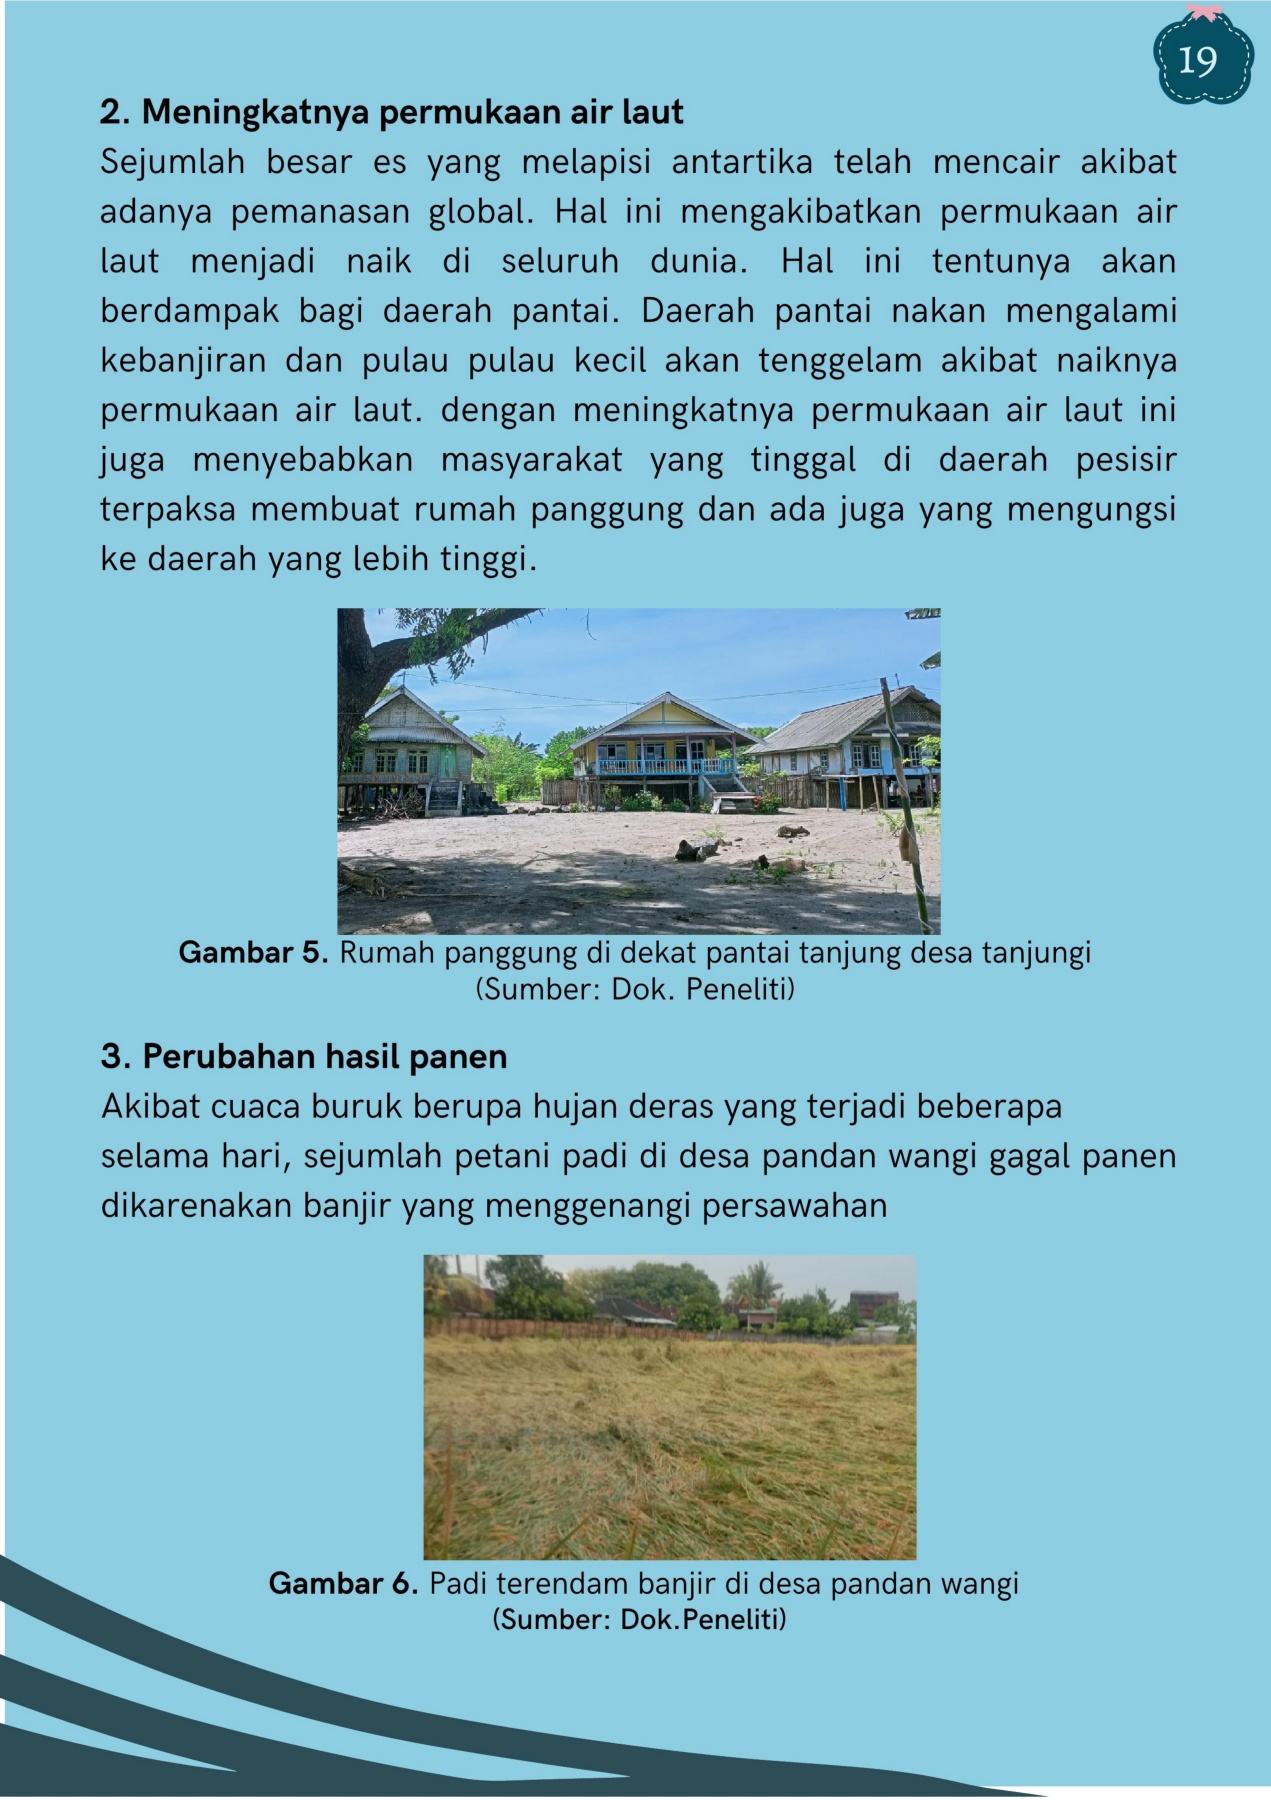 19
2. Meningkatnya permukaan air laut
Sejumlah besar es yang melapisi antartika telah mencair akibat
adanya pemanasan global. Hal ini mengakibatkan permukaan air
laut menjadi naik di seluruh dunia. Hal ini tentunya akan
berdampak bagi daerah pantai. Daerah pantai nakan mengalami
kebanjiran dan pulau pulau kecil akan tenggelam akibat naiknya
permukaan air laut. dengan meningkatnya permukaan air laut ini
juga menyebabkan masyarakat yang tinggal di daerah pesisir
terpaksa membuat rumah panggung dan ada juga yang mengungsi
ke daerah yang lebih tinggi.
Gambar 5. Rumah panggung di dekat pantai tanjung desa tanjungi
(Sumber: Dok. Peneliti)
3. Perubahan hasil panen
Akibat cuaca buruk berupa hujan deras yang terjadi beberapa
selama hari, sejumlah petani padi di desa pandan wangi gagal panen
dikarenakan banjir yang menggenangi persawahan
Gambar 6. Padi terendam banjir di desa pandan wangi
(Sumber: Dok.Peneliti)